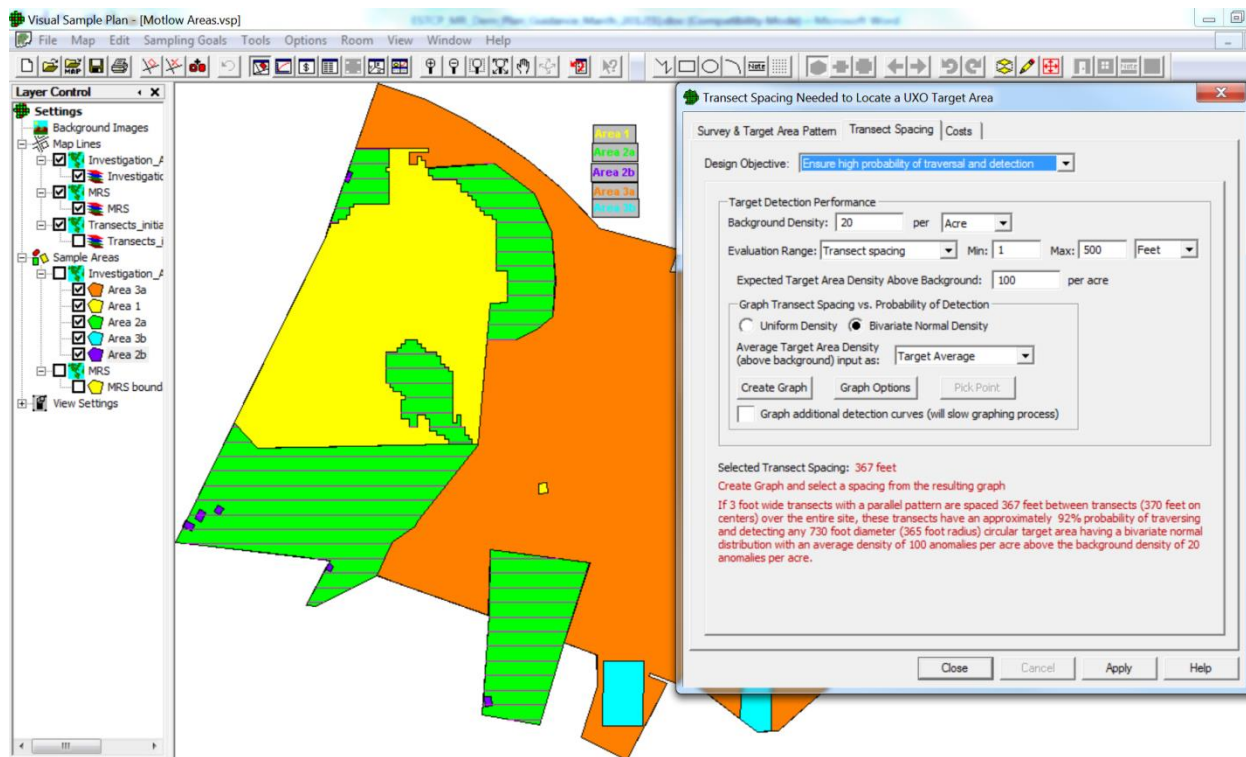 Visual Sample Plan - [Motlow Areas.vsp]
File Map Edit Sampling Goals Tools Options Room View Window Help
Layer Control
Settings
Background Images
Map Lines
Investigation_A
Investigatic
MRS
MRS
Transects_initia
Transects_i
Sample Areas
Investigation_A
Area 3a
Area 1
Area 2a
Area 3b
Area 2b
MRS
MRS bound
View Settings
Area 1
Area 2a
Area 2b
Area 3a
Area 3b
Transect Spacing Needed to Locate a UXO Target Area
Survey & Target Area Pattern Transect Spacing Costs
Design Objective: Ensure high probability of traversal and detection
Target Detection Performance
Background Density: 20 per Acre
Evaluation Range: Transect spacing Min: 1 Max: 500 Feet
Expected Target Area Density Above Background: 100 per acre
Graph Transect Spacing vs. Probability of Detection
Uniform Density Bivariate Normal Density
Average Target Area Density
(above background) input as: Target Average
Create Graph Graph Options Pick Point
Graph additional detection curves (will slow graphing process)
Selected Transect Spacing: 367 feet
Create Graph and select a spacing from the resulting graph
If 3 foot wide transects with a parallel pattern are spaced 367 feet between transects (370 feet on
centers) over the entire site, these transects have an approximately 92% probability of traversing
and detecting any 730 foot diameter (365 foot radius) circular target area having a bivariate normal
distribution with an average density of 100 anomalies per acre above the background density of 20
anomalies per acre.
Close Cancel Apply Help